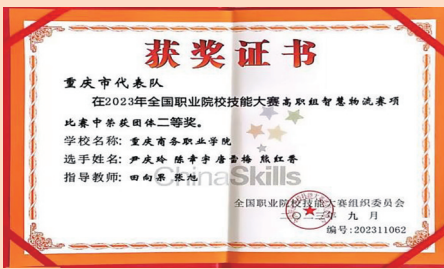 获奖证书
重庆市代表队
在2023年全国职业院校技能大赛高职组智慧物流赛项
比赛中荣获团体二等奖。
学校名称：重庆商务职业学院
选手姓名：尹庆玲 陈幸宇 唐雪梅 熊红香
指导教师：田向果 张旭
ChinaSkills
全国职业院校技能大赛组织委员会
二〇二三年 九月
编号：202311062